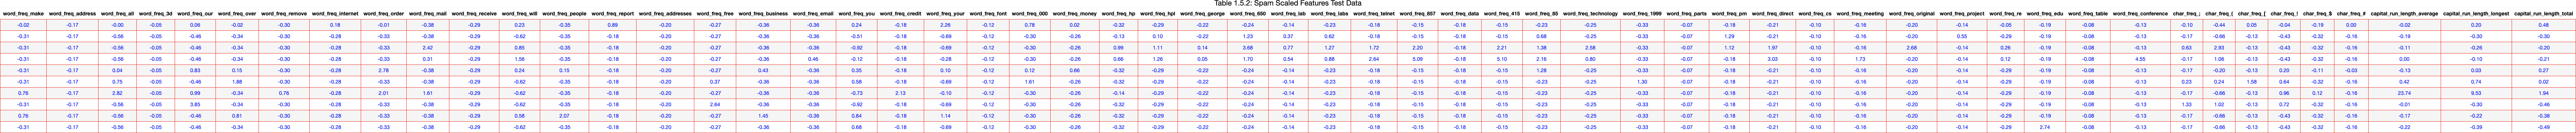 Table 1.5.2: Spam Scaled Features Test Data
word_freq_make word_freq_address word_freq_all word_freq_3d word_freq_our word_freq_over word_freq_remove word_freq_internet word_freq_order word_freq_mail word_freq_receive word_freq_will word_freq_people word_freq_report word_freq_addresses word_freq_free word_freq_business word_freq_email word_freq_you word_freq_credit word_freq_your word_freq_font word_freq_000 word_freq_money word_freq_hp word_freq_hpl word_freq_george word_freq_650 word_freq_lab word_freq_labs word_freq_telnet word_freq_857 word_freq_data word_freq_415 word_freq_85 word_freq_technology word_freq_1999 word_freq_parts word_freq_pm word_freq_direct word_freq_cs word_freq_meeting word_freq_original word_freq_project word_freq_re word_freq_edu word_freq_table word_freq_conference char_freq_; char_freq_( char_freq_[ char_freq_! char_freq_$ char_freq_# capital_run_length_average capital_run_length_longest capital_run_length_total
-0.02 -0.17 -0.00 -0.05 0.06 -0.02 -0.30 0.18 -0.01 -0.38 -0.29 0.23 -0.35 0.89 -0.20 -0.27 -0.36 -0.36 0.24 -0.18 2.26 -0.12 0.78 0.02 -0.32 -0.29 -0.22 -0.24 -0.14 -0.23 -0.18 -0.15 -0.18 -0.15 -0.23 -0.25 -0.33 -0.07 -0.18 -0.21 -0.10 -0.16 -0.20 -0.14 -0.05 -0.19 -0.08 -0.13 -0.10 -0.44 0.05 -0.04 -0.19 0.00 -0.02 0.20 0.48
-0.31 -0.17 -0.56 -0.05 -0.46 -0.34 -0.30 -0.28 -0.33 -0.38 -0.29 -0.62 -0.35 -0.18 -0.20 -0.27 -0.36 -0.36 -0.51 -0.18 -0.69 -0.12 -0.30 -0.26 -0.13 0.10 -0.22 1.23 0.37 0.62 -0.18 -0.15 -0.18 -0.15 0.68 -0.25 -0.33 -0.07 1.29 -0.21 -0.10 -0.16 -0.20 0.55 -0.29 -0.19 -0.08 -0.13 -0.17 -0.66 -0.13 -0.43 -0.32 -0.16 -0.19 -0.30 -0.30
-0.31 -0.17 -0.56 -0.05 -0.46 -0.34 -0.30 -0.28 -0.33 2.42 -0.29 0.85 -0.35 -0.18 -0.20 -0.27 -0.36 -0.36 -0.92 -0.18 -0.69 -0.12 -0.30 -0.26 0.99 1.11 0.14 3.68 0.77 1.27 1.72 2.20 -0.18 2.21 1.38 2.58 -0.33 -0.07 1.12 1.97 -0.10 -0.16 2.68 -0.14 0.26 -0.19 -0.08 -0.13 0.63 2.93 -0.13 -0.43 -0.32 -0.16 -0.11 -0.26 -0.20
-0.31 -0.17 -0.56 -0.05 -0.46 -0.34 -0.30 -0.28 -0.33 0.31 -0.29 1.56 -0.35 -0.18 -0.20 -0.27 -0.36 0.46 -0.12 -0.18 -0.28 -0.12 -0.30 -0.26 0.66 1.26 0.05 1.70 0.54 0.88 2.64 5.09 -0.18 5.10 2.16 0.80 -0.33 -0.07 -0.18 3.03 -0.10 1.73 -0.20 -0.14 0.12 -0.19 -0.08 4.55 -0.17 1.08 -0.13 -0.43 -0.32 -0.16 0.00 -0.10 -0.21
-0.31 -0.17 0.04 -0.05 0.83 0.15 -0.30 -0.28 2.78 -0.38 -0.29 0.24 0.15 -0.18 -0.20 -0.27 0.43 -0.36 0.35 -0.18 0.10 -0.12 0.12 0.66 -0.32 -0.29 -0.22 -0.24 -0.14 -0.23 -0.18 -0.15 -0.18 -0.15 1.28 -0.25 -0.33 -0.07 -0.18 -0.21 -0.10 -0.16 -0.20 -0.14 -0.29 -0.19 -0.08 -0.13 -0.17 -0.20 -0.13 0.20 -0.11 -0.03 -0.13 0.03 0.27
-0.31 -0.17 0.75 -0.05 -0.46 1.88 -0.30 -0.28 -0.33 -0.38 -0.29 -0.62 -0.35 -0.18 -0.20 0.37 -0.36 -0.36 0.58 -0.18 -0.69 -0.12 1.61 -0.26 -0.32 -0.29 -0.22 -0.24 -0.14 -0.23 -0.18 -0.15 -0.18 -0.15 -0.23 -0.25 1.30 -0.07 -0.18 -0.21 -0.10 -0.16 -0.20 -0.14 -0.29 -0.19 -0.08 -0.13 0.23 0.24 1.58 0.64 -0.32 -0.16 0.42 0.74 0.02
0.76 -0.17 2.82 -0.05 0.99 -0.34 0.76 -0.28 2.01 1.61 -0.29 -0.62 -0.35 -0.18 -0.20 -0.27 -0.36 -0.36 -0.73 2.13 -0.10 -0.12 -0.30 -0.26 -0.14 -0.29 -0.22 -0.24 -0.14 -0.23 -0.18 -0.15 -0.18 -0.15 -0.23 -0.25 -0.33 -0.07 -0.18 -0.21 -0.10 -0.16 -0.20 -0.14 -0.29 -0.19 -0.08 -0.13 -0.17 -0.66 -0.13 0.96 0.12 -0.16 23.74 9.53 1.94
-0.31 -0.17 -0.56 -0.05 3.85 -0.34 -0.30 -0.28 -0.33 -0.38 -0.29 -0.62 -0.35 -0.18 -0.20 2.64 -0.36 -0.36 -0.92 -0.18 -0.69 -0.12 -0.30 -0.26 -0.32 -0.29 -0.22 -0.24 -0.14 -0.23 -0.18 -0.15 -0.18 -0.15 -0.23 -0.25 -0.33 -0.07 -0.18 -0.21 -0.10 -0.16 -0.20 -0.14 -0.29 -0.19 -0.08 -0.13 1.33 1.02 -0.13 0.72 -0.32 -0.16 -0.01 -0.30 -0.46
0.76 -0.17 -0.56 -0.05 -0.46 0.81 -0.30 -0.28 -0.33 -0.38 -0.29 0.58 2.07 -0.18 -0.20 -0.27 1.45 -0.36 0.84 -0.18 1.14 -0.12 -0.30 -0.26 -0.32 -0.29 -0.22 -0.24 -0.14 -0.23 -0.18 -0.15 -0.18 -0.15 -0.23 -0.25 -0.33 -0.07 -0.18 -0.21 -0.10 -0.16 -0.20 -0.14 -0.29 -0.19 -0.08 -0.13 -0.17 -0.66 -0.13 -0.43 -0.32 -0.16 -0.17 -0.22 -0.38
-0.31 -0.17 -0.56 -0.05 -0.46 -0.34 -0.30 -0.28 -0.33 -0.38 -0.29 -0.62 -0.35 -0.18 -0.20 -0.27 -0.36 -0.36 0.68 -0.18 -0.69 -0.12 -0.30 -0.26 -0.32 -0.29 -0.22 -0.24 -0.14 -0.23 -0.18 -0.15 -0.18 -0.15 -0.23 -0.25 -0.33 -0.07 -0.18 -0.21 -0.10 -0.16 -0.20 -0.14 -0.29 2.74 -0.08 -0.13 -0.17 -0.66 -0.13 -0.43 -0.32 -0.16 -0.22 -0.39 -0.49